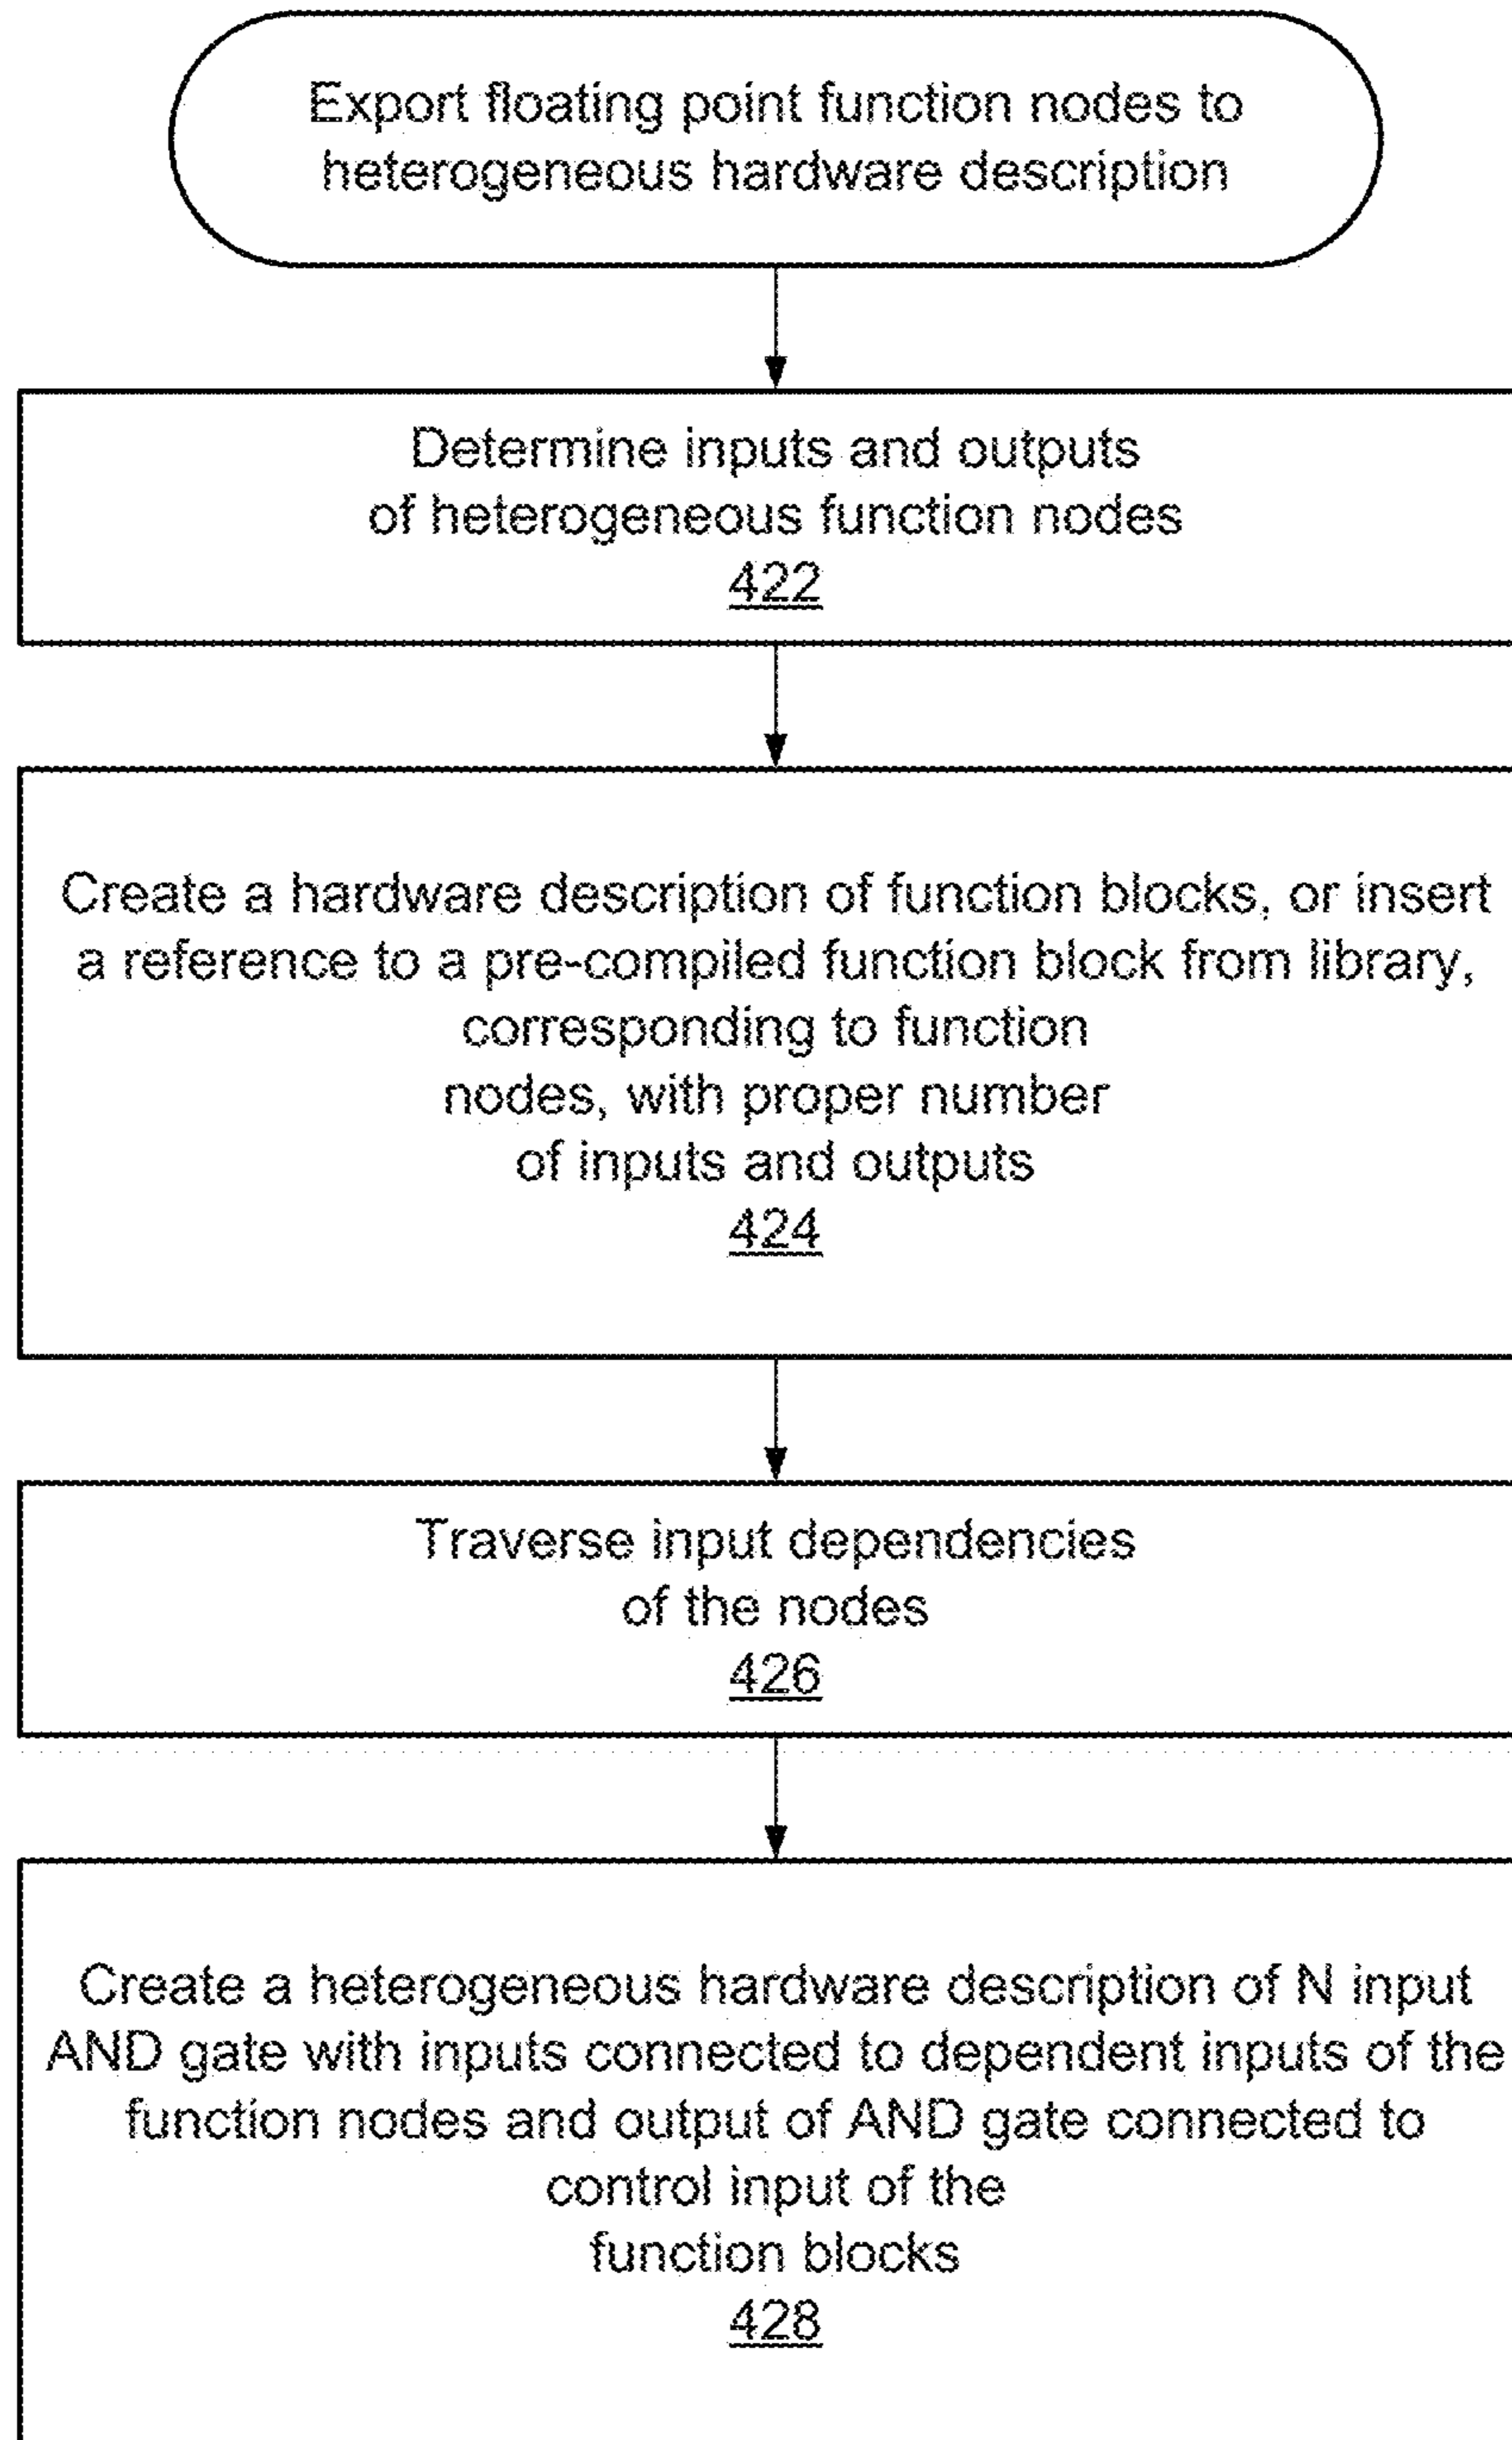 Export floating point function nodes to
heterogeneous hardware description
Determine inputs and outputs
of heterogeneous function nodes
422
Create a hardware description of function blocks, or insert
a reference to a pre-compiled function block from library,
corresponding to function
nodes, with proper number
of inputs and outputs
424
Traverse input dependencies
of the nodes
426
Create a heterogeneous hardware description of N input
AND gate with inputs connected to dependent inputs of the
function nodes and output of AND gate connected to
control input of the
function blocks
428